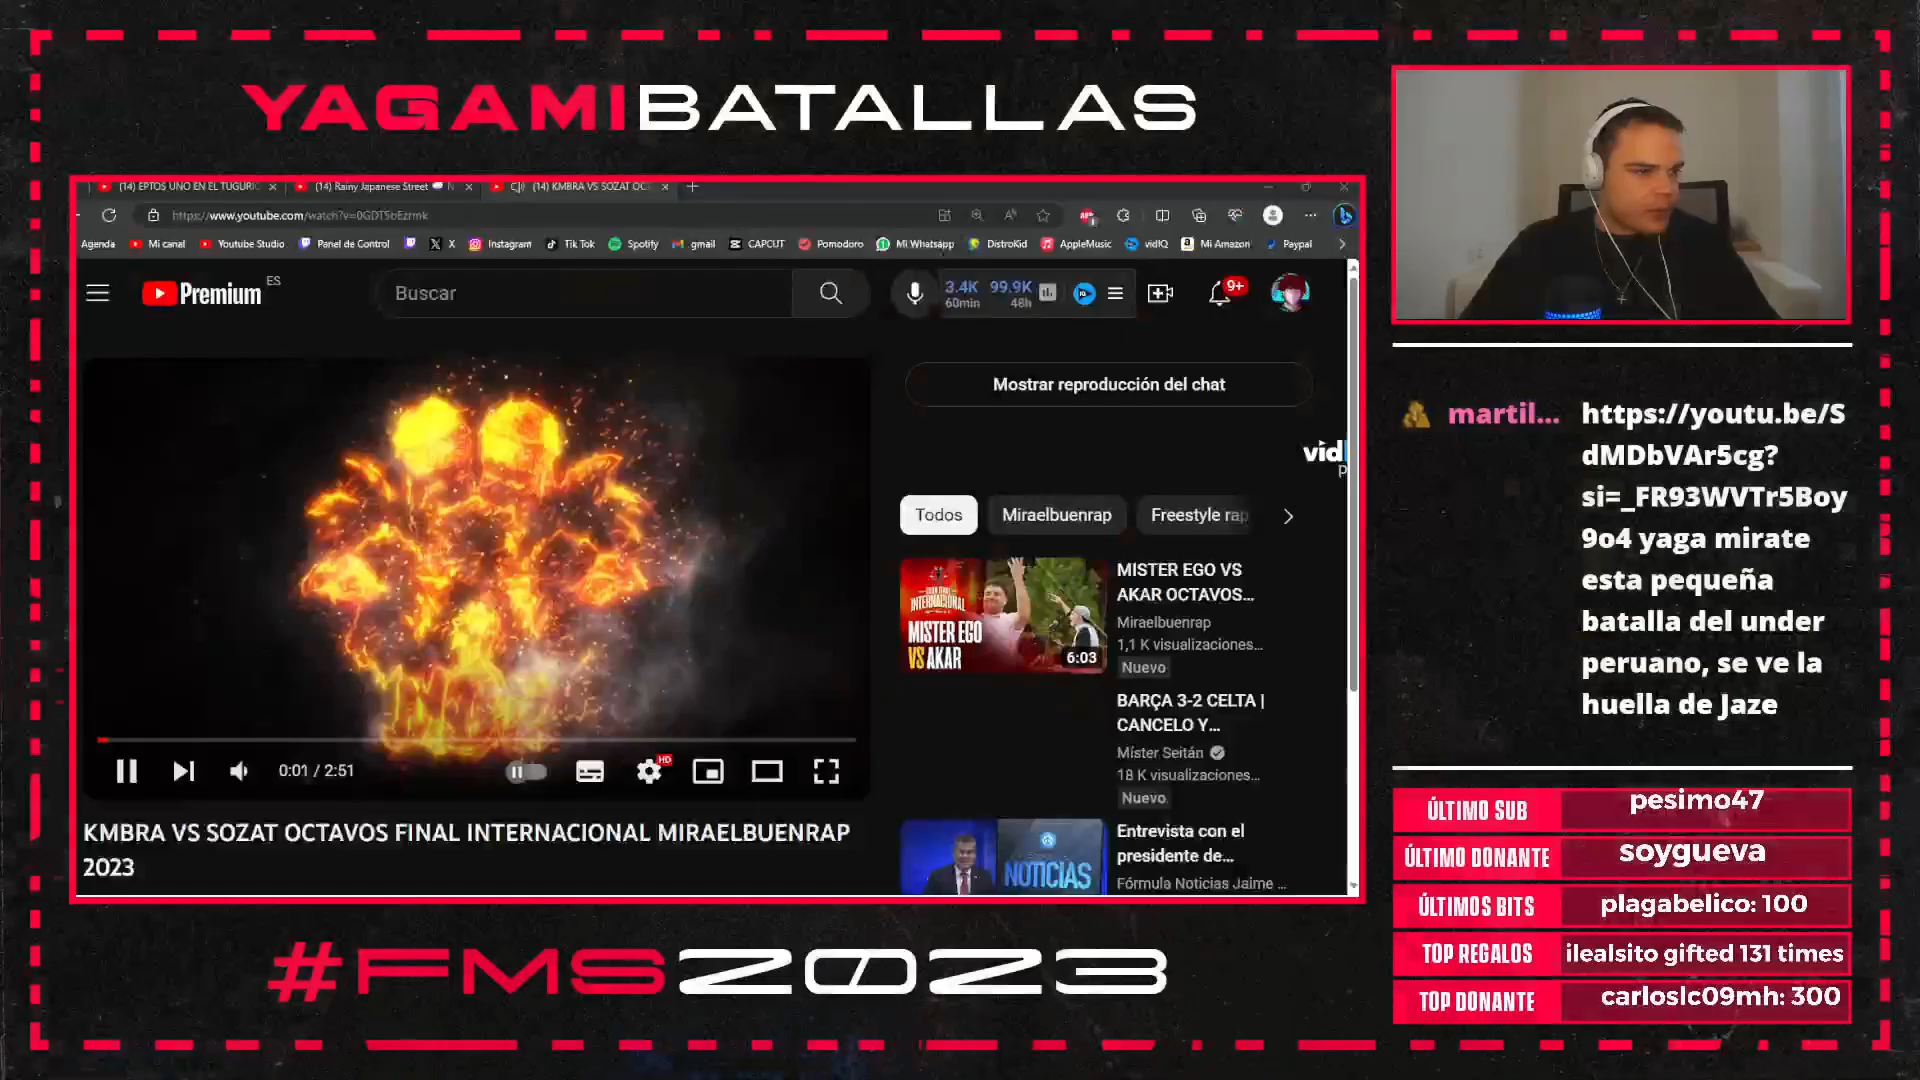 YAGAMIBATALLAS
(14) EPTOS UNO EN EL TUGURIC
(14) Rainy Japanese Street
(14) KMBRA VS SOZAT OCT
https://www.youtube.com/watch?v=0GDT5bEzrmk
Agenda
Mi canal
Youtube Studio
Panel de Control
X
Instagram
Tik Tok
Spotify
gmail
CAPCUT
Pomodoro
Mi Whatsapp
DistroKid
AppleMusic
vidIQ
Mi Amazon
Paypal
Premium ES
Buscar
3.4K 99.9K
60min 48h
9+
Mostrar reproducción del chat
vid
p
Todos
Miraelbuenrap
Freestyle rap
INTERNACIONAL
MISTER EGO
VS AKAR
6:03
MISTER EGO VS
AKAR OCTAVOS...
Miraelbuenrap
1,1 K visualizaciones...
Nuevo
BARÇA 3-2 CELTA |
CANCELO Y...
Míster Seitán
18 K visualizaciones...
Nuevo
NOTICIAS
Entrevista con el
presidente de...
Fórmula Noticias Jaime ...
0:01 / 2:51
HD
KMBRA VS SOZAT OCTAVOS FINAL INTERNACIONAL MIRAELBUENRAP
2023
#FMS2023
martil... https://youtu.be/S
dMDbVAr5cg?
si=_FR93WVTr5Boy
9o4 yaga mirate
esta pequeña
batalla del under
peruano, se ve la
huella de Jaze
ÚLTIMO SUB pesimo47
ÚLTIMO DONANTE soygueva
ÚLTIMOS BITS plagabelico: 100
TOP REGALOS ilealsito gifted 131 times
TOP DONANTE carloslc09mh: 300